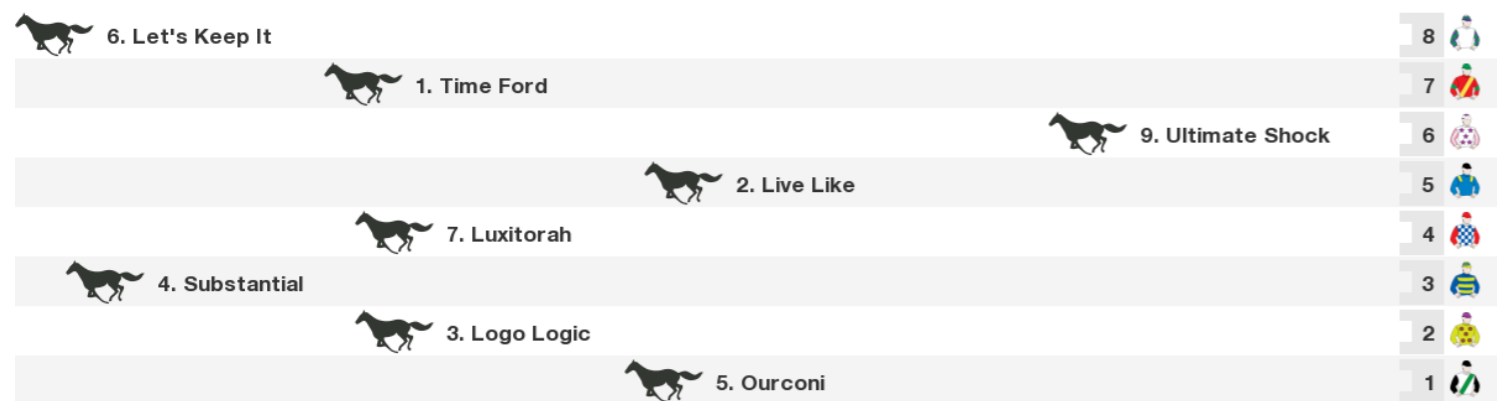 6. Let's Keep It 8
1. Time Ford 7
9. Ultimate Shock 6
2. Live Like 5
7. Luxitorah 4
4. Substantial 3
3. Logo Logic 2
5. Ourconi 1